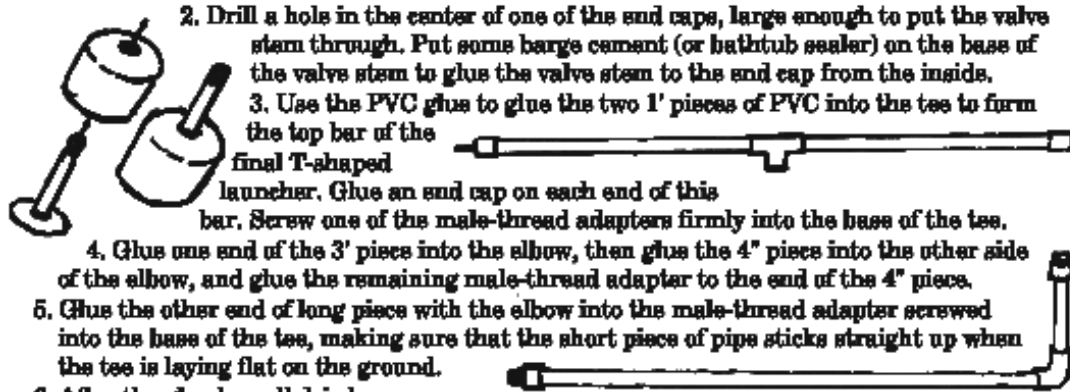 2. Drill a hole in the center of one of the end caps, large enough to put the valve
stem through. Put some barge cement (or bathtub sealer) on the base of
the valve stem to glue the valve stem to the end cap from the inside.
3. Use the PVC glue to glue the two 1' pieces of PVC into the tee to form
the top bar of the
final T-shaped
launcher. Glue an end cap on each end of this
bar. Screw one of the male-thread adapters firmly into the base of the tee.
4. Glue one end of the 3' piece into the elbow, then glue the 4" piece into the other side
of the elbow, and glue the remaining male-thread adapter to the end of the 4" piece.
5. Glue the other end of long piece with the elbow into the male-thread adapter screwed
into the base of the tee, making sure that the short piece of pipe sticks straight up when
the tee is laying flat on the ground.